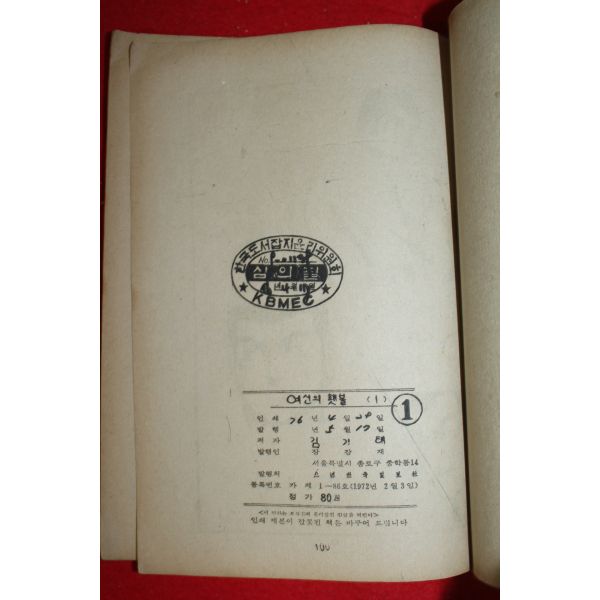 한국도서잡지윤리위원회
No.
심의필
KBMEC
여선의 횃불 (1) ①
인쇄 76년 4월 29일
발행 년 5월 10일
저자 김기태
발행인 장장재
서울특별시 종로구 중학동14
발행처 소년한국일보사
등록번호 가 제 1-86호(1972년 2월 3일)
정가 80원
인쇄 제본이 잘못된 책은 바꾸어 드립니다
100